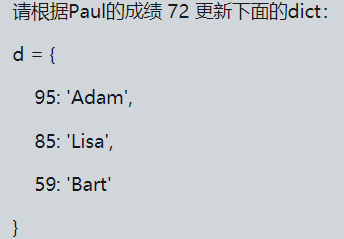 请根据Paul的成绩 72 更新下面的dict：
d = {
95: 'Adam',
85: 'Lisa',
59: 'Bart'
}